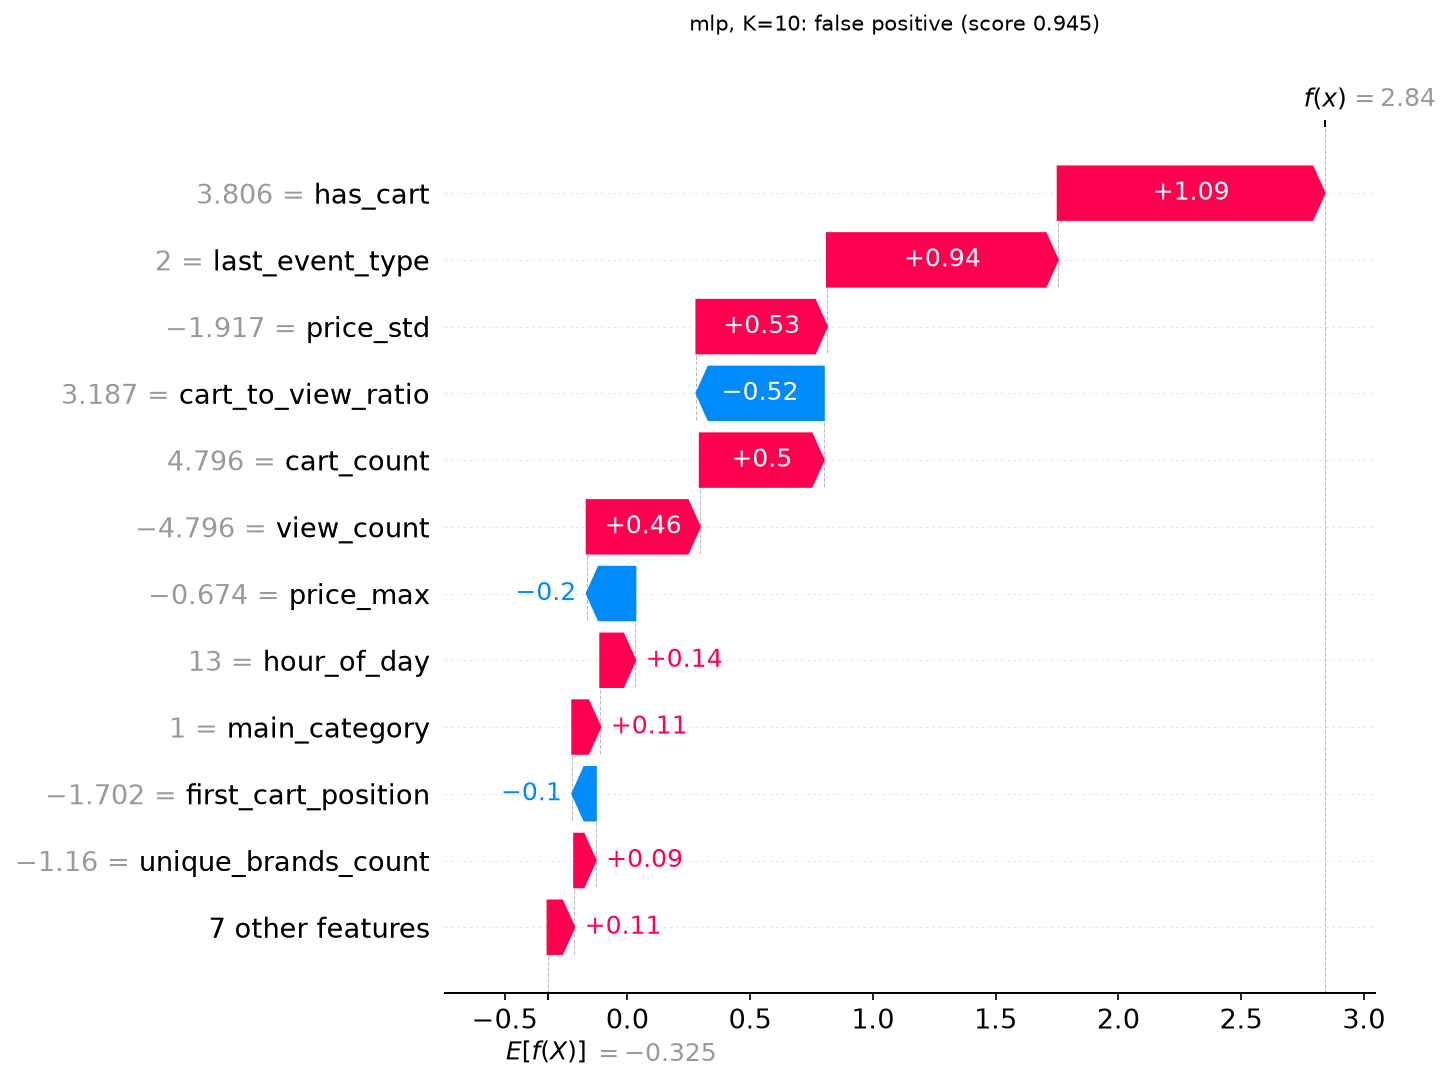 mlp, K=10: false positive (score 0.945)
f(x) = 2.84
3.806 = has_cart +1.09
2 = last_event_type +0.94
−1.917 = price_std +0.53
3.187 = cart_to_view_ratio −0.52
4.796 = cart_count +0.5
−4.796 = view_count +0.46
−0.674 = price_max −0.2
13 = hour_of_day +0.14
1 = main_category +0.11
−1.702 = first_cart_position −0.1
−1.16 = unique_brands_count +0.09
7 other features +0.11
−0.5 0.0 0.5 1.0 1.5 2.0 2.5 3.0
E[f(X)] = −0.325